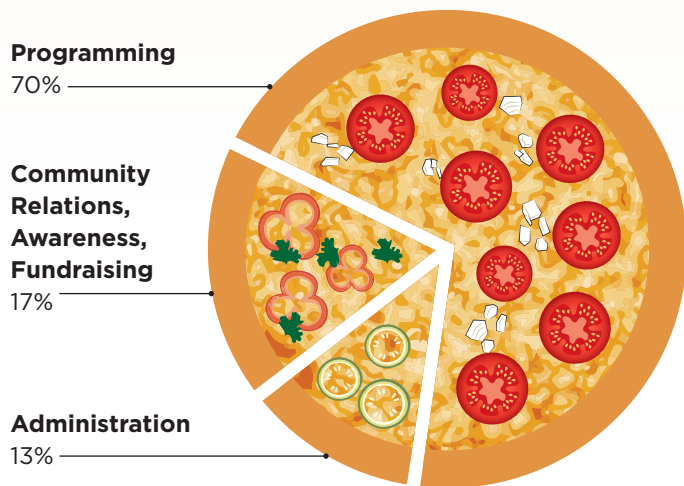 Programming
70%
Community
Relations,
Awareness,
Fundraising
17%
Administration
13%